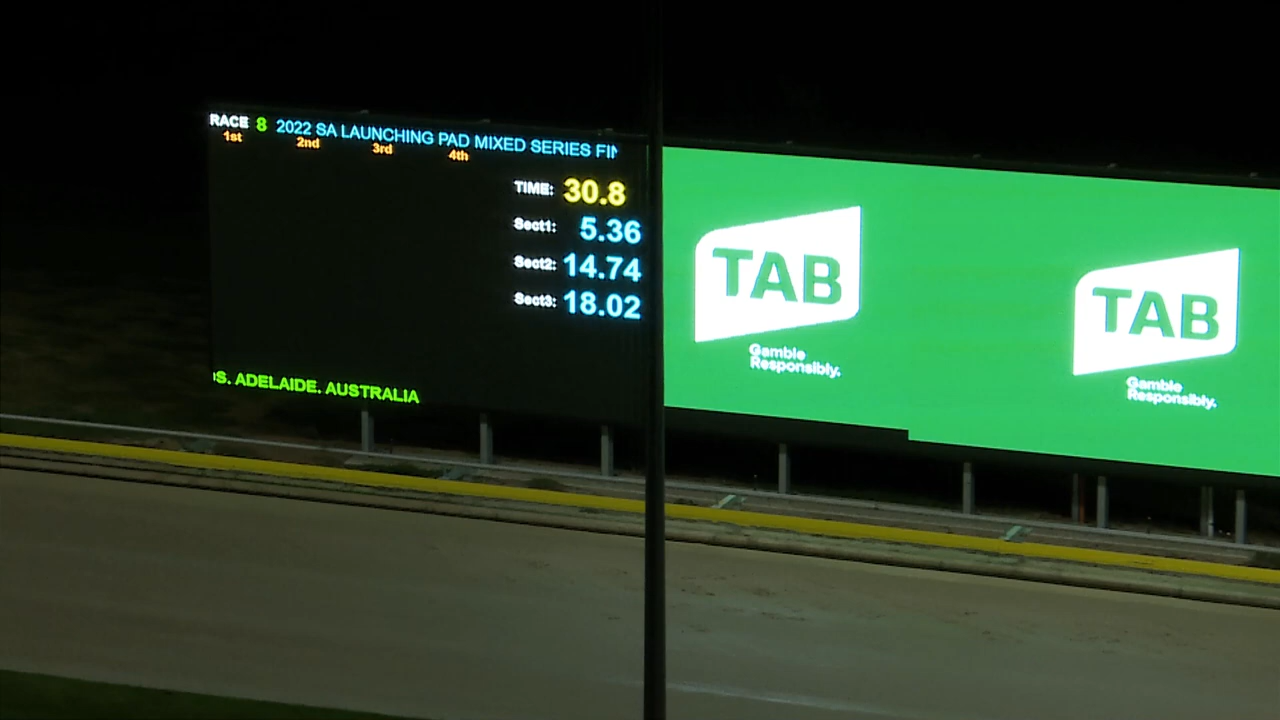 RACE 8 2022 SA LAUNCHING PAD MIXED SERIES FIN
1st 2nd 3rd 4th
TIME: 30.8
Sect1: 5.36
Sect2: 14.74
Sect3: 18.02
S. ADELAIDE. AUSTRALIA
TAB
Gamble
Responsibly.
TAB
Gamble
Responsibly.